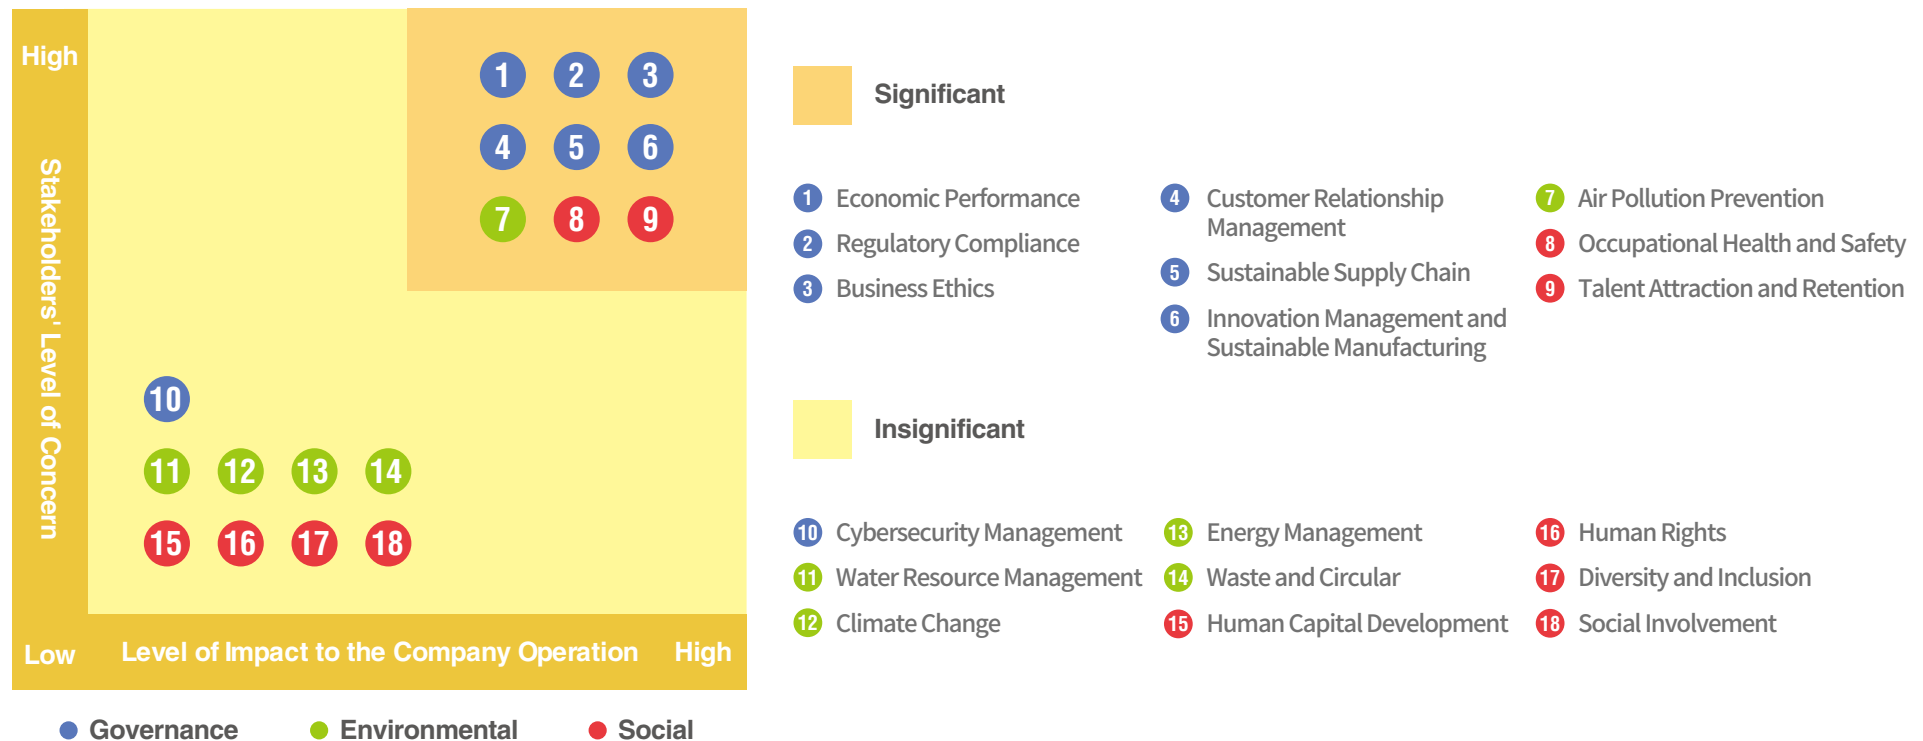 High
Stakeholders' Level of Concern
1 2 3
4 5 6
7 8 9
10
11 12 13 14
15 16 17 18
Low
Level of Impact to the Company Operation
High
Governance
Environmental
Social
Significant
1 Economic Performance
2 Regulatory Compliance
3 Business Ethics
4 Customer Relationship
Management
5 Sustainable Supply Chain
6 Innovation Management and
Sustainable Manufacturing
7 Air Pollution Prevention
8 Occupational Health and Safety
9 Talent Attraction and Retention
Insignificant
10 Cybersecurity Management
11 Water Resource Management
12 Climate Change
13 Energy Management
14 Waste and Circular
15 Human Capital Development
16 Human Rights
17 Diversity and Inclusion
18 Social Involvement